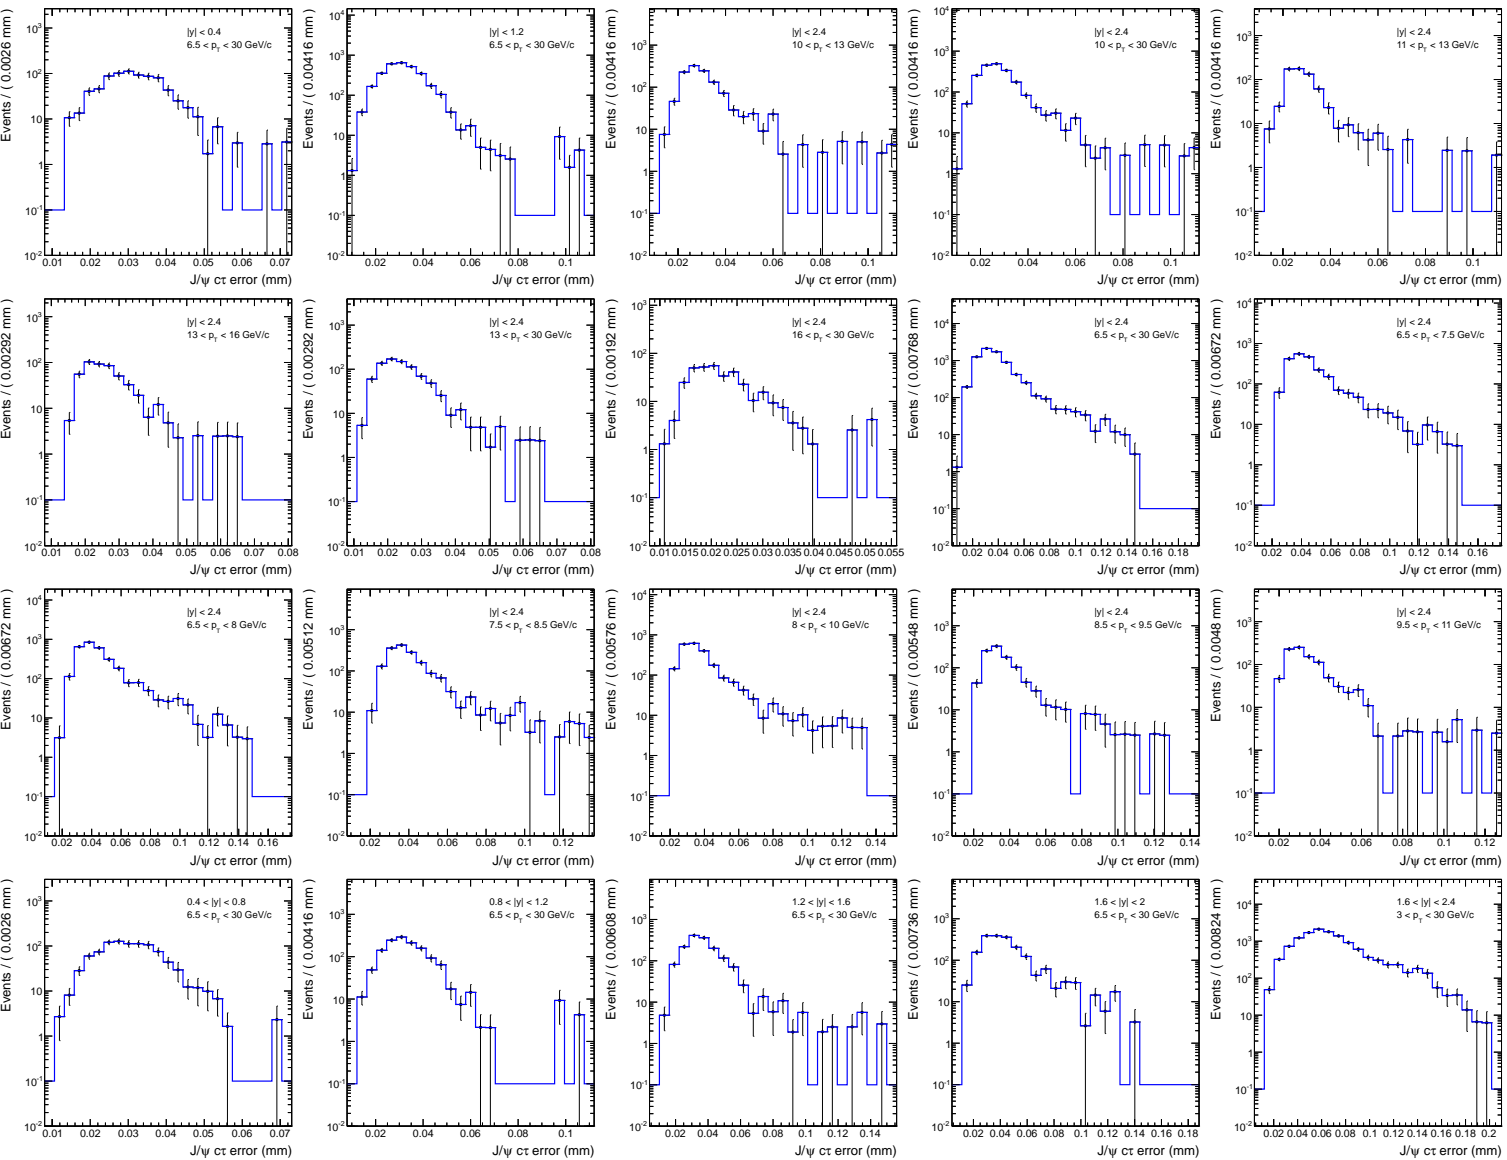 Events / ( 0.0026 mm )
|y| < 0.4
6.5 < p_T < 30 GeV/c
J/ψ cτ error (mm)
Events / ( 0.00416 mm )
|y| < 1.2
6.5 < p_T < 30 GeV/c
J/ψ cτ error (mm)
Events / ( 0.00416 mm )
|y| < 2.4
10 < p_T < 13 GeV/c
J/ψ cτ error (mm)
Events / ( 0.00416 mm )
|y| < 2.4
10 < p_T < 30 GeV/c
J/ψ cτ error (mm)
Events / ( 0.00416 mm )
|y| < 2.4
11 < p_T < 13 GeV/c
J/ψ cτ error (mm)
Events / ( 0.00292 mm )
|y| < 2.4
13 < p_T < 16 GeV/c
J/ψ cτ error (mm)
Events / ( 0.00292 mm )
|y| < 2.4
13 < p_T < 30 GeV/c
J/ψ cτ error (mm)
Events / ( 0.00192 mm )
|y| < 2.4
16 < p_T < 30 GeV/c
J/ψ cτ error (mm)
Events / ( 0.00768 mm )
|y| < 2.4
6.5 < p_T < 30 GeV/c
J/ψ cτ error (mm)
Events / ( 0.00672 mm )
|y| < 2.4
6.5 < p_T < 7.5 GeV/c
J/ψ cτ error (mm)
Events / ( 0.00672 mm )
|y| < 2.4
6.5 < p_T < 8 GeV/c
J/ψ cτ error (mm)
Events / ( 0.00512 mm )
|y| < 2.4
7.5 < p_T < 8.5 GeV/c
J/ψ cτ error (mm)
Events / ( 0.00576 mm )
|y| < 2.4
8 < p_T < 10 GeV/c
J/ψ cτ error (mm)
Events / ( 0.00548 mm )
|y| < 2.4
8.5 < p_T < 9.5 GeV/c
J/ψ cτ error (mm)
Events / ( 0.0048 mm )
|y| < 2.4
9.5 < p_T < 11 GeV/c
J/ψ cτ error (mm)
Events / ( 0.0026 mm )
0.4 < |y| < 0.8
6.5 < p_T < 30 GeV/c
J/ψ cτ error (mm)
Events / ( 0.00416 mm )
0.8 < |y| < 1.2
6.5 < p_T < 30 GeV/c
J/ψ cτ error (mm)
Events / ( 0.00608 mm )
1.2 < |y| < 1.6
6.5 < p_T < 30 GeV/c
J/ψ cτ error (mm)
Events / ( 0.00736 mm )
1.6 < |y| < 2
6.5 < p_T < 30 GeV/c
J/ψ cτ error (mm)
Events / ( 0.00824 mm )
1.6 < |y| < 2.4
3 < p_T < 30 GeV/c
J/ψ cτ error (mm)